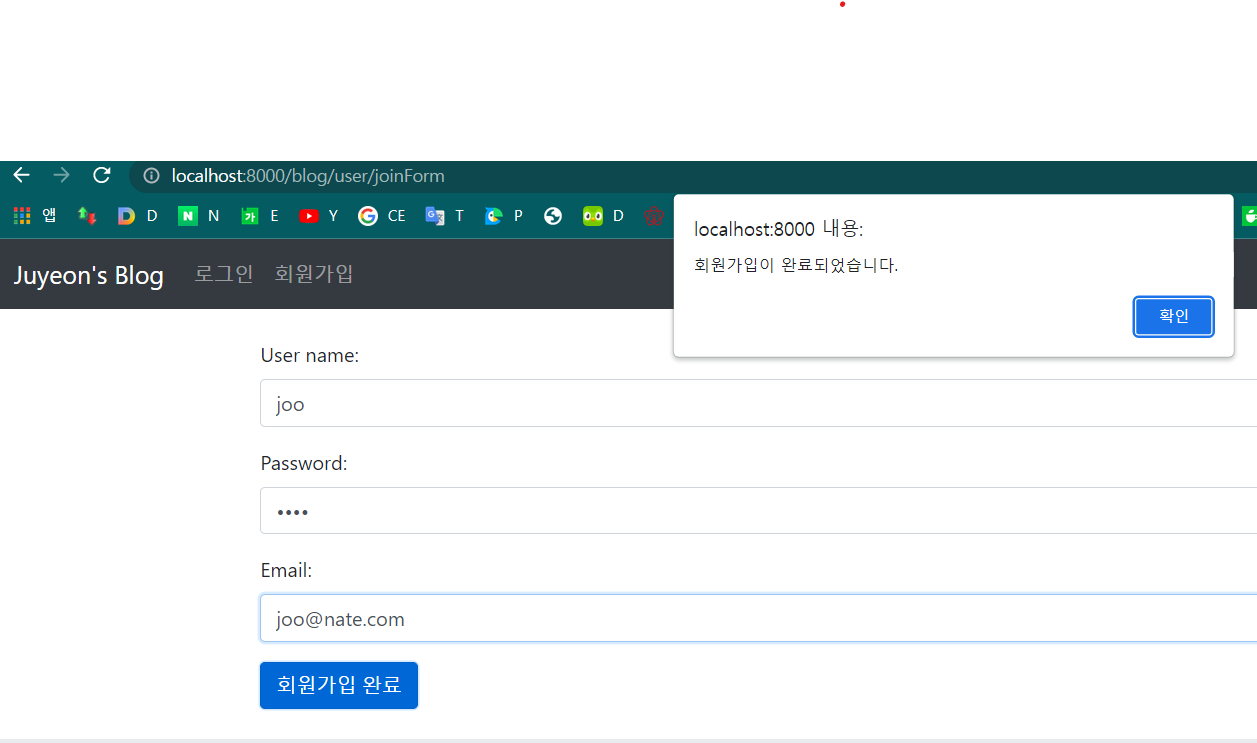 localhost:8000/blog/user/joinForm
앱 D N 가 E Y G CE G T P D
localhost:8000 내용:
회원가입이 완료되었습니다.
확인
Juyeon's Blog 로그인 회원가입
User name:
joo
Password:
••••
Email:
joo@nate.com
회원가입 완료